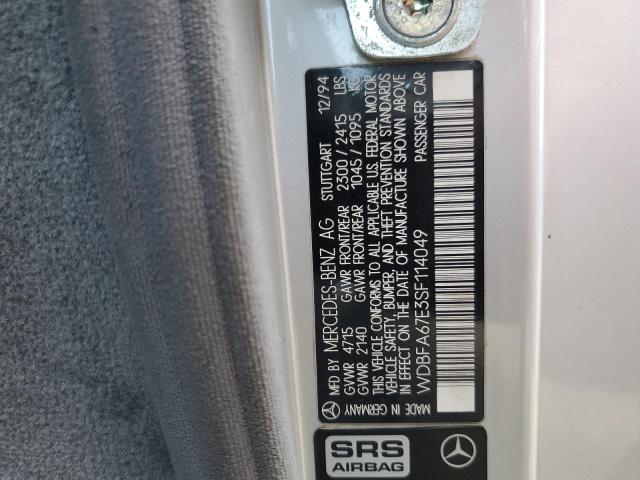 MFD BY MERCEDES-BENZ AG STUTTGART 12/94
GVWR 4715 GAWR FRONT/REAR 2300 / 2415 LBS
GVWR 2140 GAWR FRONT/REAR 1045 / 1095 KG
THIS VEHICLE CONFORMS TO ALL APPLICABLE U.S. FEDERAL MOTOR
VEHICLE SAFETY, BUMPER, AND THEFT PREVENTION STANDARDS
IN EFFECT ON THE DATE OF MANUFACTURE SHOWN ABOVE
WDBFA67E3SF114049 PASSENGER CAR
MADE IN GERMANY
SRS
AIRBAG